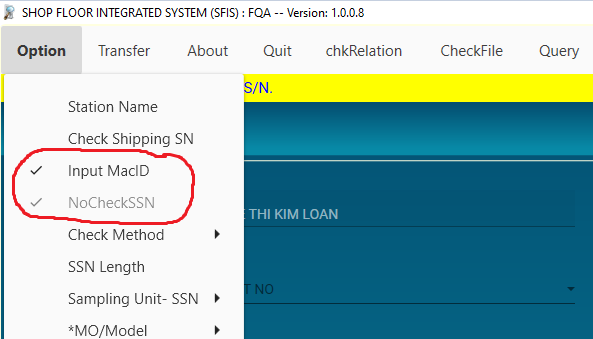 SHOP FLOOR INTEGRATED SYSTEM (SFIS) : FQA -- Version: 1.0.0.8
Option Transfer About Quit chkRelation CheckFile Query
S/N.
Station Name
Check Shipping SN
Input MacID
NoCheckSSN
THI KIM LOAN
Check Method
SSN Length
NO
Sampling Unit- SSN
*MO/Model